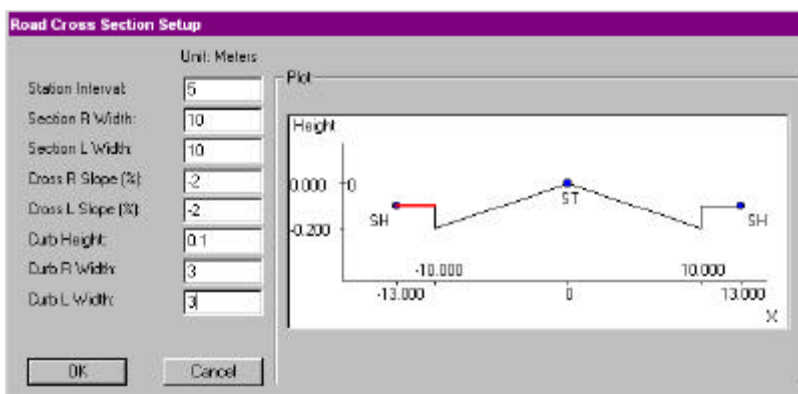 Road Cross Section Setup
Unit: Meters
Station Interval: 5
Section R Width: 10
Section L Width: 10
Cross R Slope (%): -2
Cross L Slope (%): -2
Curb Height: 0.1
Curb R Width: 3
Curb L Width: 3
OK Cancel
Plot
Height
0.000 0
ST
SH SH
-0.200
-10.000 10.000
-13.000 0 13.000
X